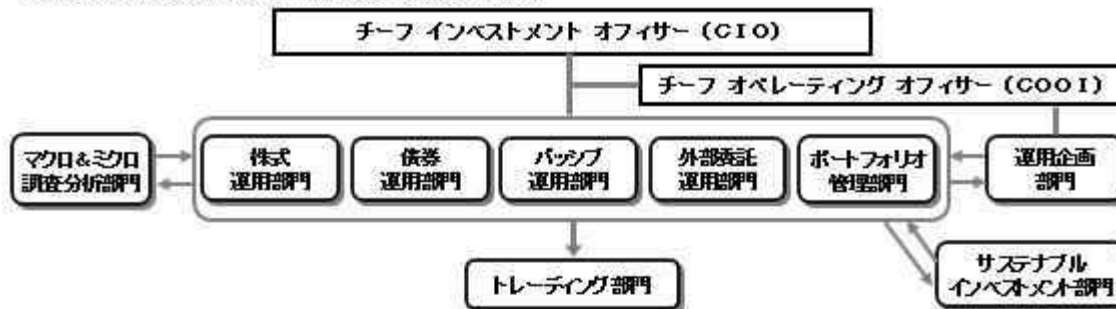 チーフ インベストメント オフィサー (CIO)
チーフ オペレーティング オフィサー (COOI)
マクロ&ミクロ
調査分析部門
株式
運用部門
債券
運用部門
パッシブ
運用部門
外部委託
運用部門
ポートフォリオ
管理部門
運用企画
部門
トレーディング部門
サステナブル
インベストメント部門